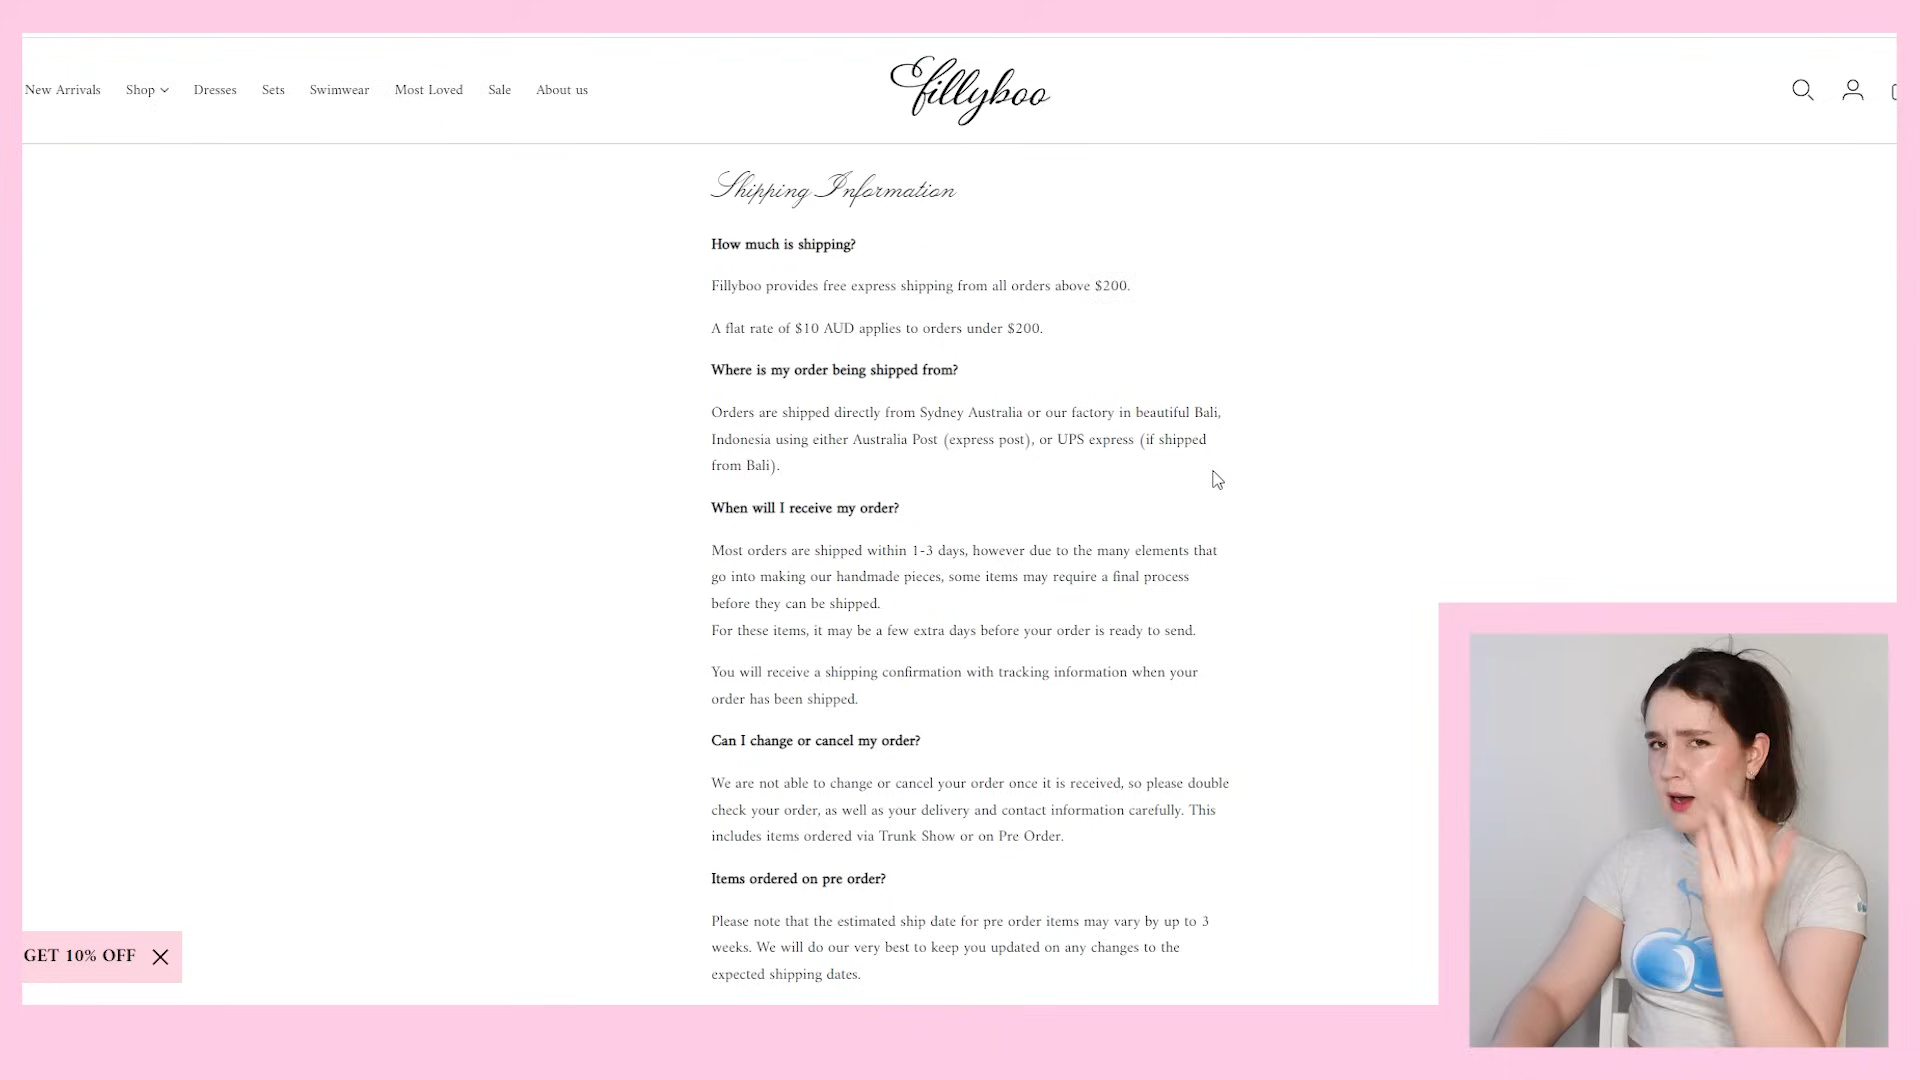 New Arrivals Shop Dresses Sets Swimwear Most Loved Sale About us
fillyboo
Shipping Information
How much is shipping?
Fillyboo provides free express shipping from all orders above $200.
A flat rate of $10 AUD applies to orders under $200.
Where is my order being shipped from?
Orders are shipped directly from Sydney Australia or our factory in beautiful Bali,
Indonesia using either Australia Post (express post), or UPS express (if shipped
from Bali).
When will I receive my order?
Most orders are shipped within 1-3 days, however due to the many elements that
go into making our handmade pieces, some items may require a final process
before they can be shipped.
For these items, it may be a few extra days before your order is ready to send.
You will receive a shipping confirmation with tracking information when your
order has been shipped.
Can I change or cancel my order?
We are not able to change or cancel your order once it is received, so please double
check your order, as well as your delivery and contact information carefully. This
includes items ordered via Trunk Show or on Pre Order.
Items ordered on pre order?
Please note that the estimated ship date for pre order items may vary by up to 3
weeks. We will do our very best to keep you updated on any changes to the
expected shipping dates.
GET 10% OFF